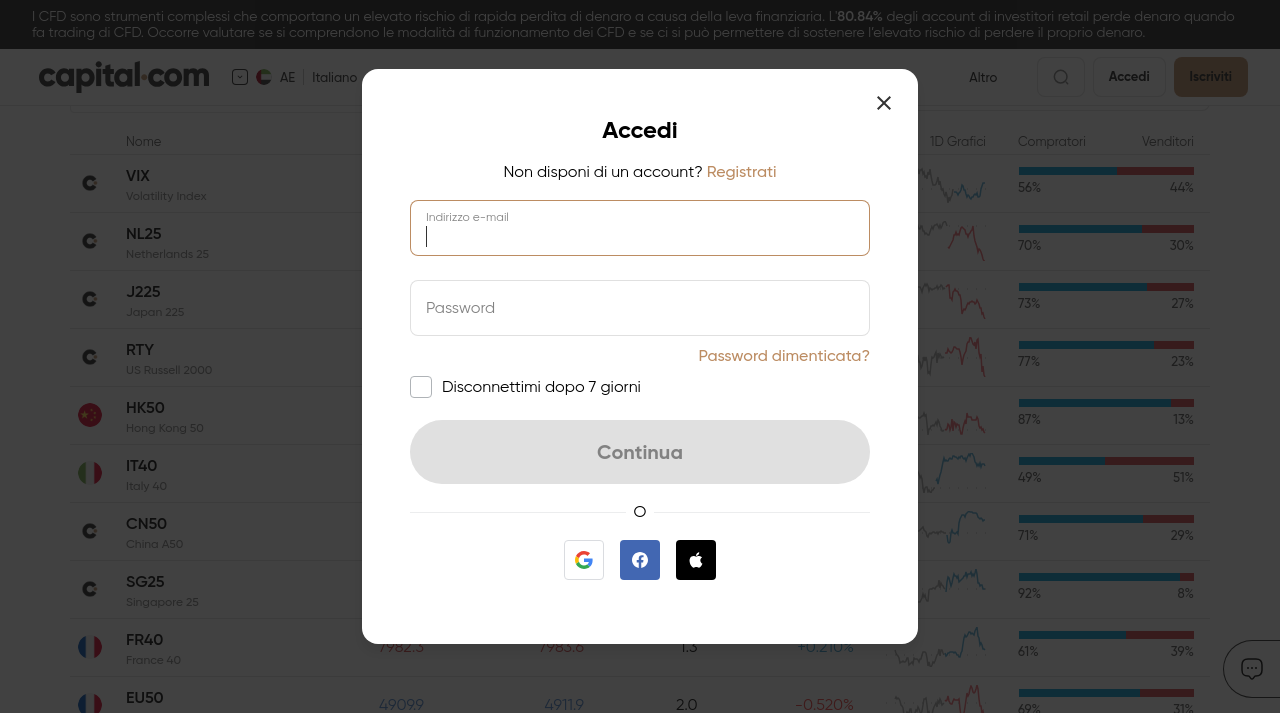 I CFD sono strumenti complessi che comportano un elevato rischio di rapida perdita di denaro a causa della leva finanziaria. L'80.84% degli account di investitori retail perde denaro quando
fa trading di CFD. Occorre valutare se si comprendono le modalità di funzionamento dei CFD e se ci si può permettere di sostenere l'elevato rischio di perdere il proprio denaro.
capital.com AE Italiano Altro Accedi Iscriviti
Accedi
Non disponi di un account? Registrati
Indirizzo e-mail
Password
Password dimenticata?
Disconnettimi dopo 7 giorni
Continua
O
Nome 1D Grafici Compratori Venditori
VIX
Volatility Index 56% 44%
NL25
Netherlands 25 70% 30%
J225
Japan 225 73% 27%
RTY
US Russell 2000 77% 23%
HK50
Hong Kong 50 87% 13%
IT40
Italy 40 49% 51%
CN50
China A50 71% 29%
SG25
Singapore 25 92% 8%
FR40 7982.3 7983.6 1.3 +0.210%
France 40 61% 39%
EU50 4909.9 4911.9 2.0 -0.520% 69% 31%